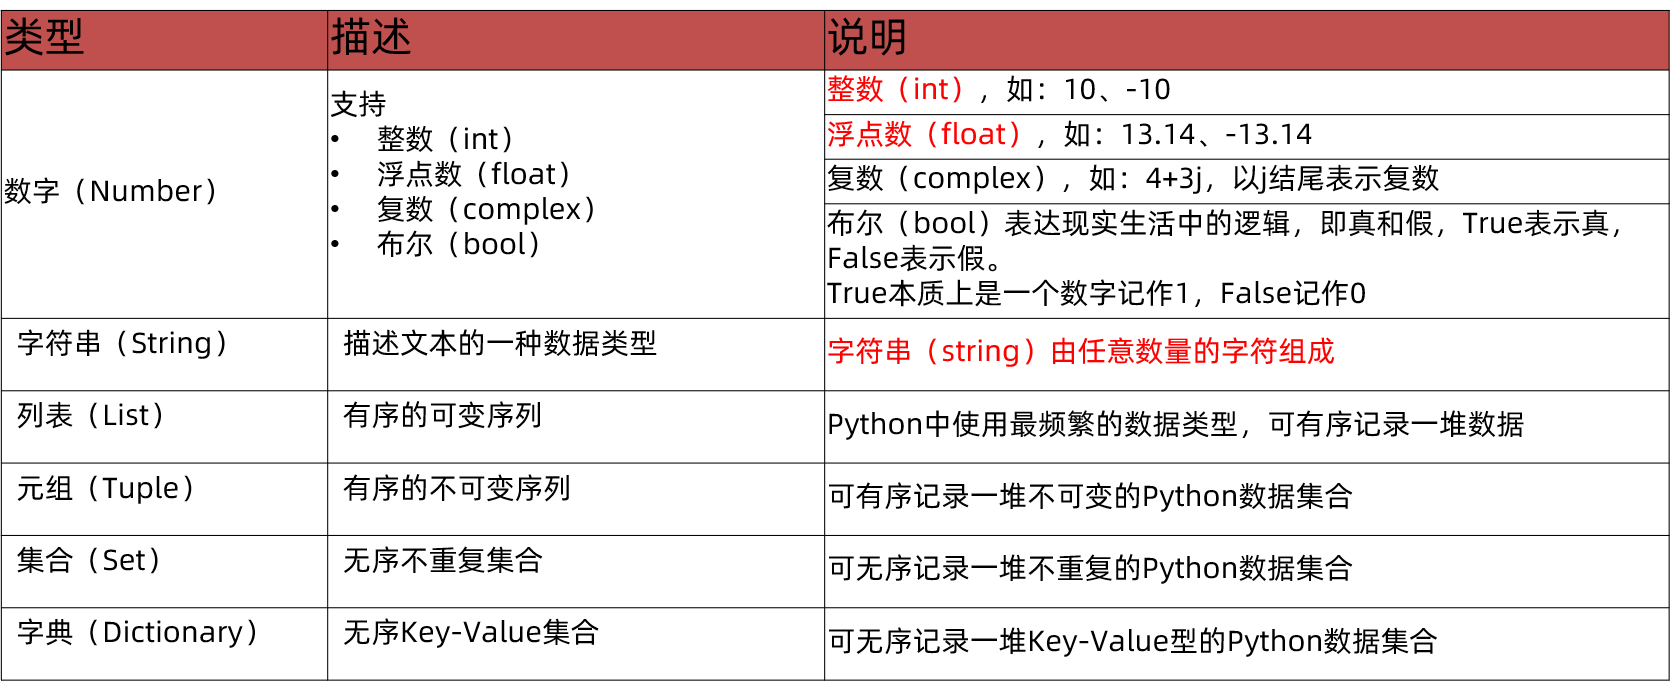 类型
描述
说明
数字（Number）
支持
• 整数（int）
• 浮点数（float）
• 复数（complex）
• 布尔（bool）
整数（int），如：10、-10
浮点数（float），如：13.14、-13.14
复数（complex），如：4+3j，以j结尾表示复数
布尔（bool）表达现实生活中的逻辑，即真和假，True表示真，
False表示假。
True本质上是一个数字记作1，False记作0
字符串（String）
描述文本的一种数据类型
字符串（string）由任意数量的字符组成
列表（List）
有序的可变序列
Python中使用最频繁的数据类型，可有序记录一堆数据
元组（Tuple）
有序的不可变序列
可有序记录一堆不可变的Python数据集合
集合（Set）
无序不重复集合
可无序记录一堆不重复的Python数据集合
字典（Dictionary）
无序Key-Value集合
可无序记录一堆Key-Value型的Python数据集合